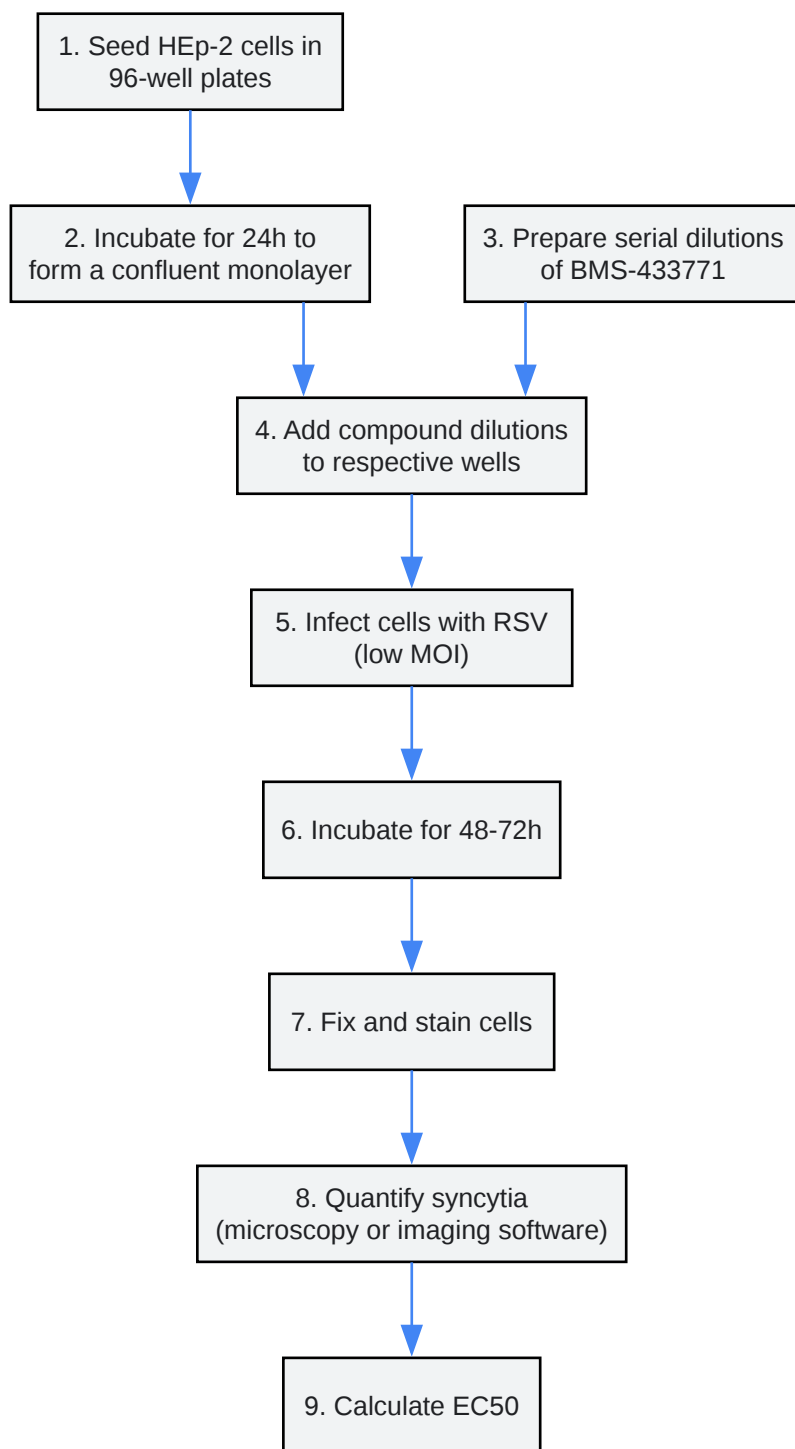 1. Seed HEp-2 cells in
96-well plates
2. Incubate for 24h to
form a confluent monolayer
3. Prepare serial dilutions
of BMS-433771
4. Add compound dilutions
to respective wells
5. Infect cells with RSV
(low MOI)
6. Incubate for 48-72h
7. Fix and stain cells
8. Quantify syncytia
(microscopy or imaging software)
9. Calculate EC50